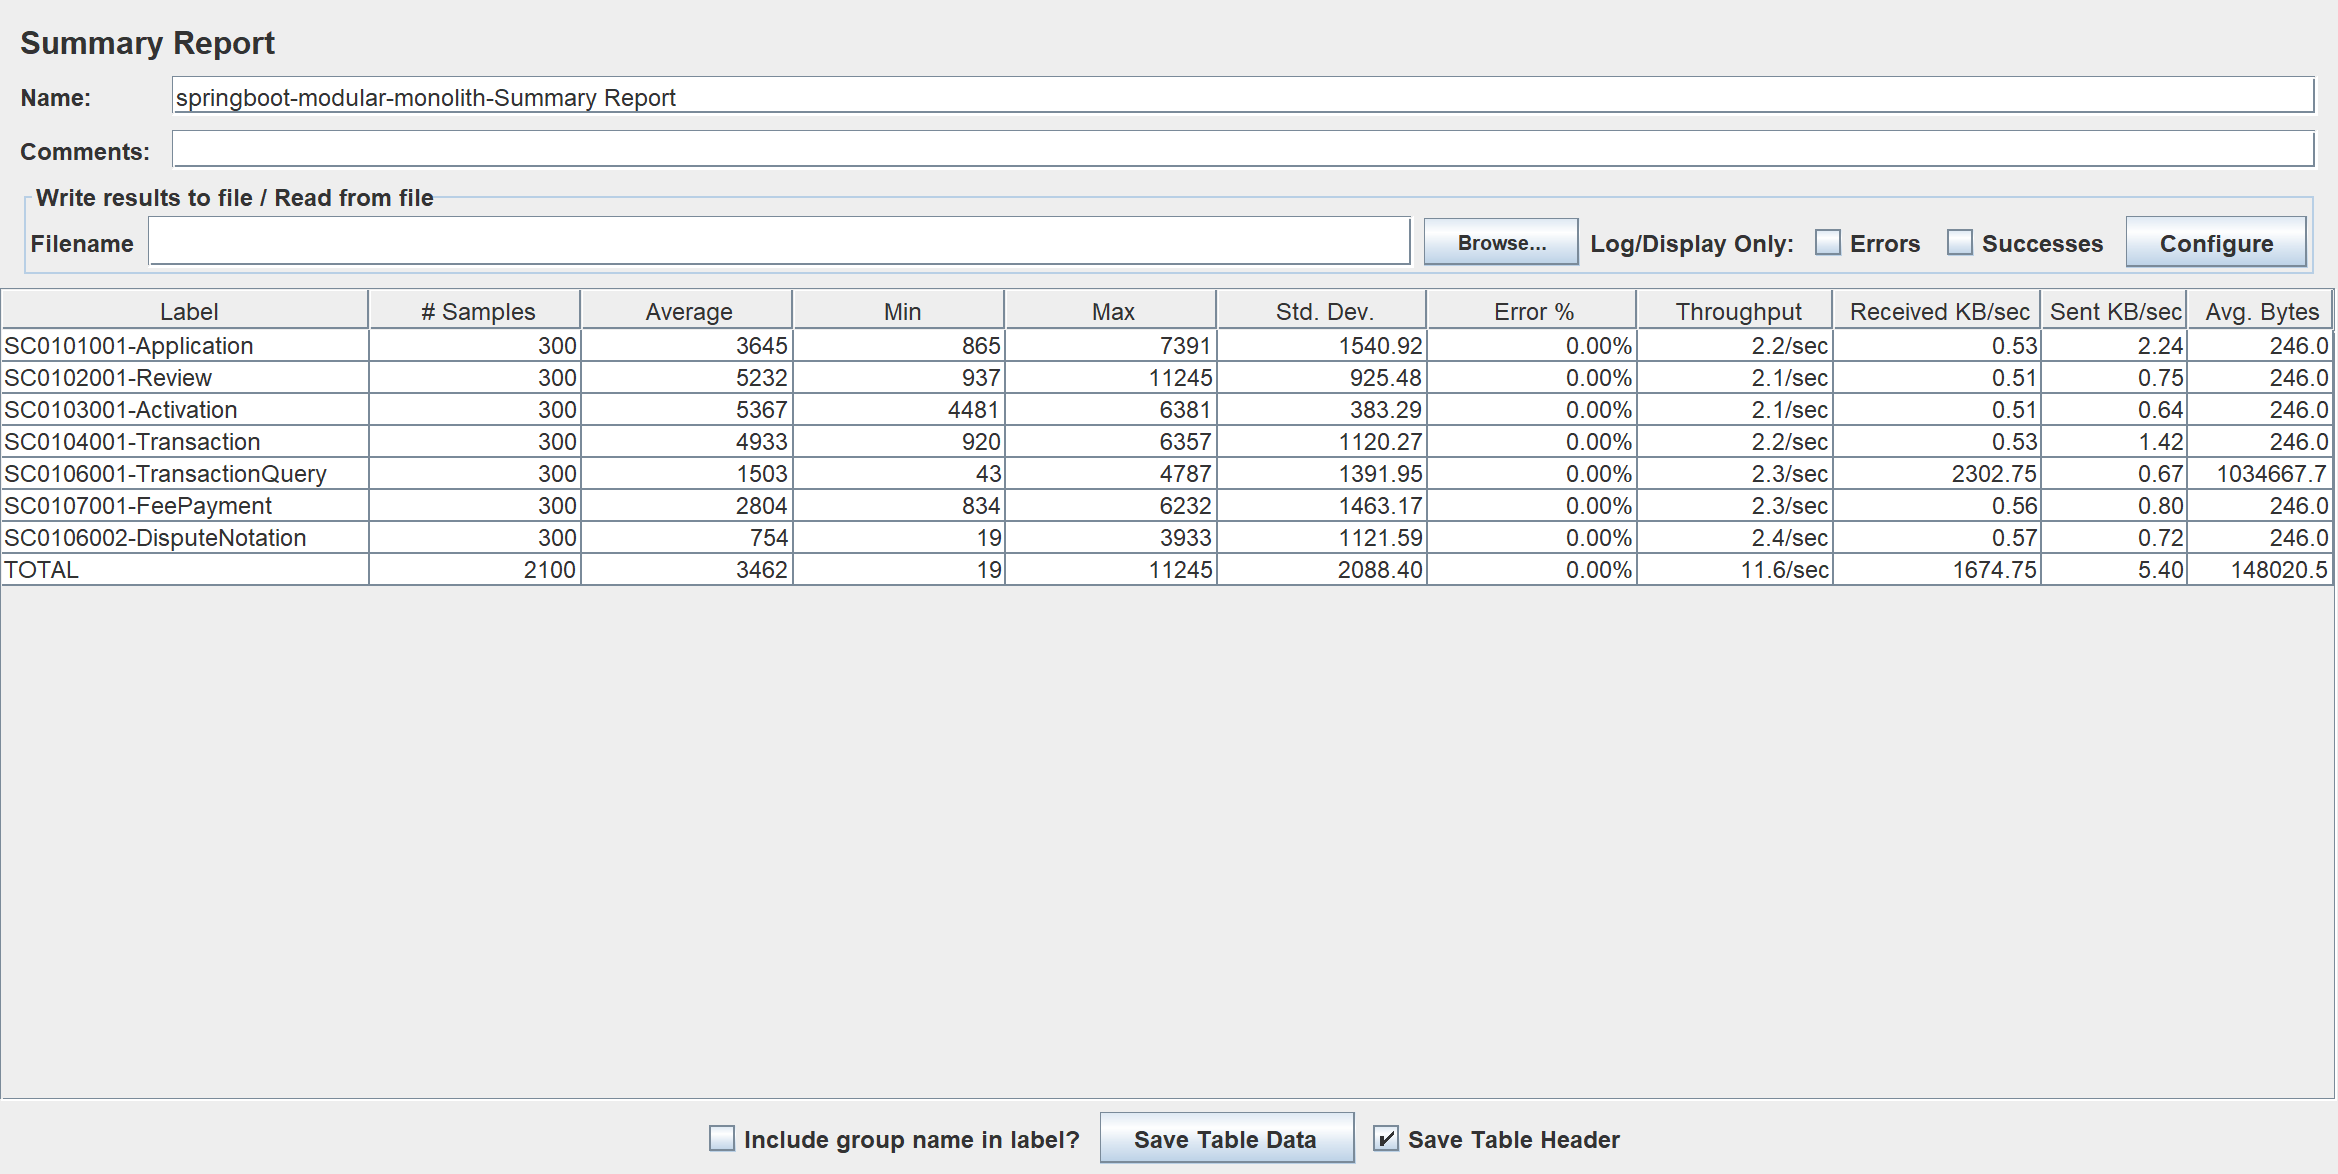 Summary Report
Name: springboot-modular-monolith-Summary Report
Comments:
Write results to file / Read from file
Filename Browse... Log/Display Only: Errors Successes Configure
Label # Samples Average Min Max Std. Dev. Error % Throughput Received KB/sec Sent KB/sec Avg. Bytes
SC0101001-Application 300 3645 865 7391 1540.92 0.00% 2.2/sec 0.53 2.24 246.0
SC0102001-Review 300 5232 937 11245 925.48 0.00% 2.1/sec 0.51 0.75 246.0
SC0103001-Activation 300 5367 4481 6381 383.29 0.00% 2.1/sec 0.51 0.64 246.0
SC0104001-Transaction 300 4933 920 6357 1120.27 0.00% 2.2/sec 0.53 1.42 246.0
SC0106001-TransactionQuery 300 1503 43 4787 1391.95 0.00% 2.3/sec 2302.75 0.67 1034667.7
SC0107001-FeePayment 300 2804 834 6232 1463.17 0.00% 2.3/sec 0.56 0.80 246.0
SC0106002-DisputeNotation 300 754 19 3933 1121.59 0.00% 2.4/sec 0.57 0.72 246.0
TOTAL 2100 3462 19 11245 2088.40 0.00% 11.6/sec 1674.75 5.40 148020.5
Include group name in label? Save Table Data Save Table Header